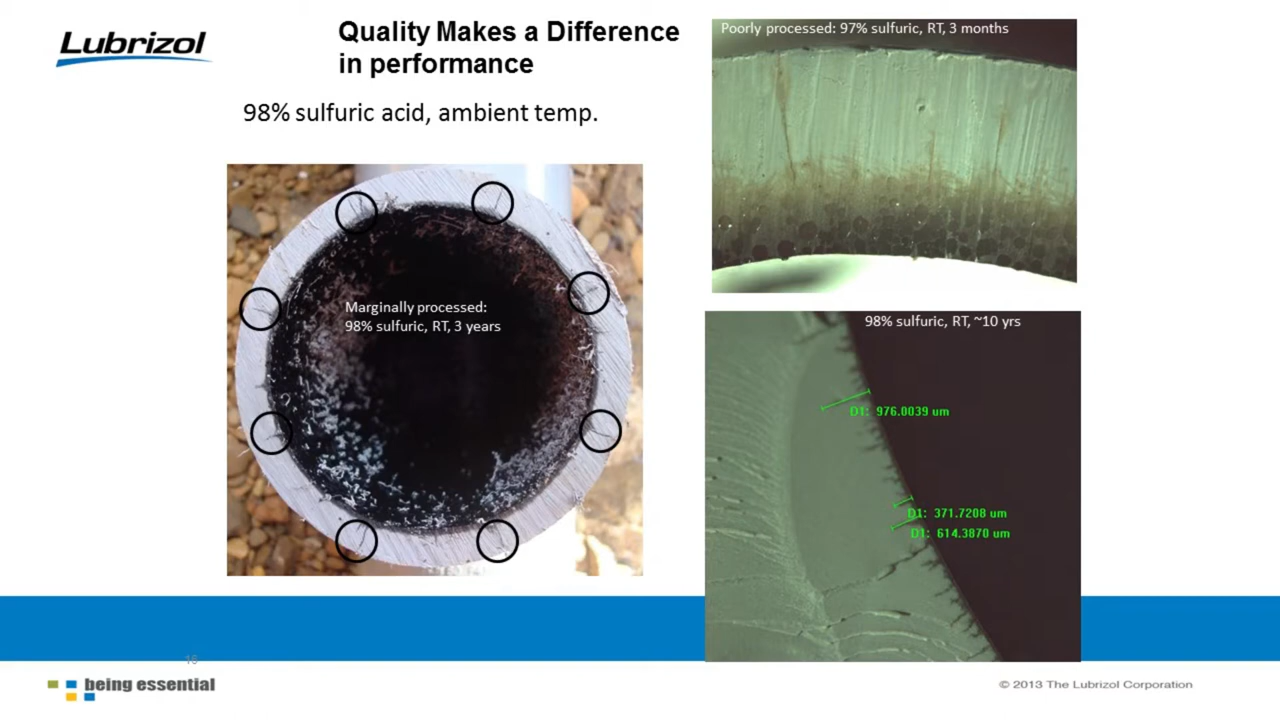 Lubrizol
Quality Makes a Difference
in performance
98% sulfuric acid, ambient temp.
Marginally processed:
98% sulfuric, RT, 3 years
Poorly processed: 97% sulfuric, RT, 3 months
98% sulfuric, RT, ~10 yrs
D1: 976.0039 um
D1: 371.7208 um
D1: 614.3870 um
16
being essential
© 2013 The Lubrizol Corporation